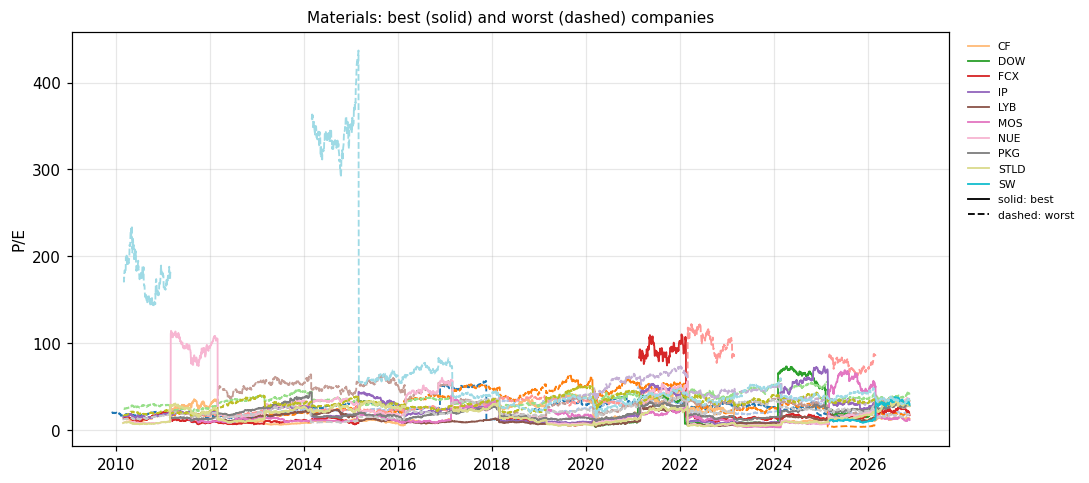 Materials: best (solid) and worst (dashed) companies
P/E
400
300
200
100
0
2010 2012 2014 2016 2018 2020 2022 2024 2026
CF
DOW
FCX
IP
LYB
MOS
NUE
PKG
STLD
SW
solid: best
dashed: worst